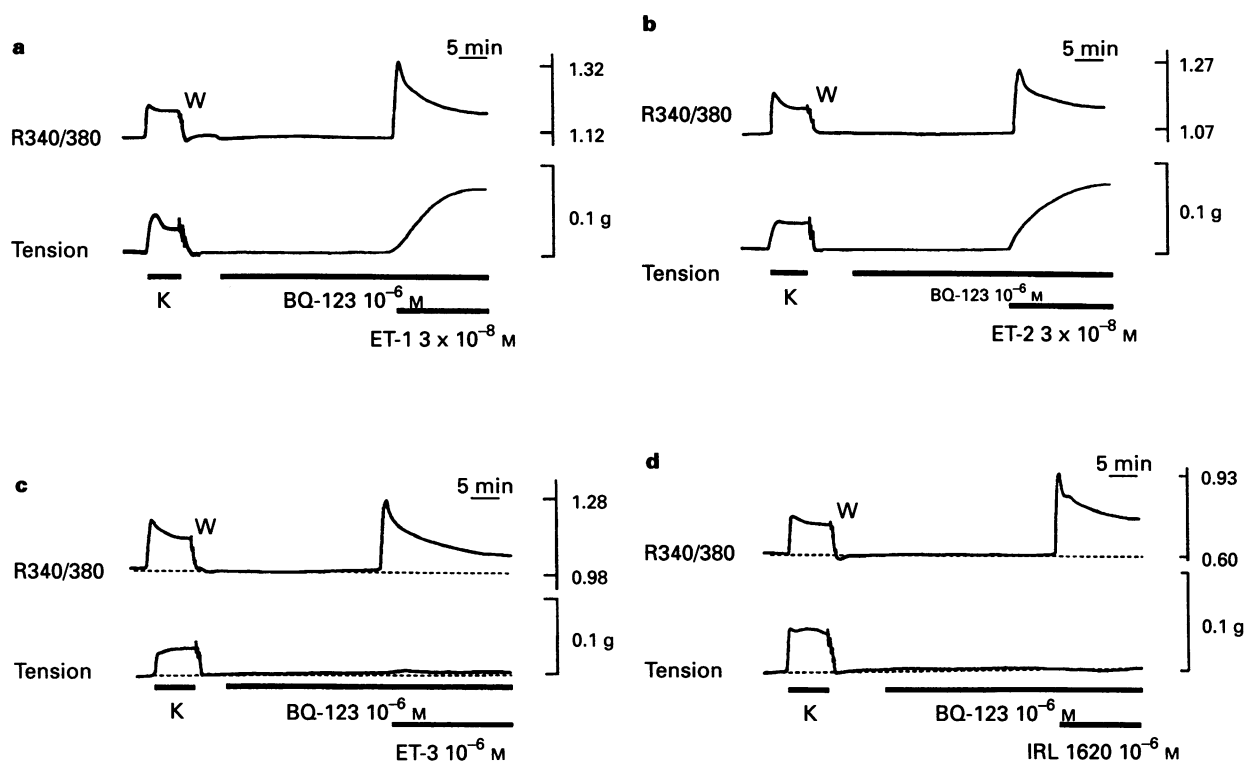 a
5 min
1.32
W
R340/380
1.12
0.1 g
Tension
K
BQ-123 10⁻⁶ M
ET-1 3 x 10⁻⁸ M
b
5 min
1.27
W
R340/380
1.07
0.1 g
Tension
K
BQ-123 10⁻⁶ M
ET-2 3 x 10⁻⁸ M
c
5 min
1.28
W
R340/380
0.98
0.1 g
Tension
K
BQ-123 10⁻⁶ M
ET-3 10⁻⁶ M
d
5 min
0.93
W
R340/380
0.60
0.1 g
Tension
K
BQ-123 10⁻⁶ M
IRL 1620 10⁻⁶ M